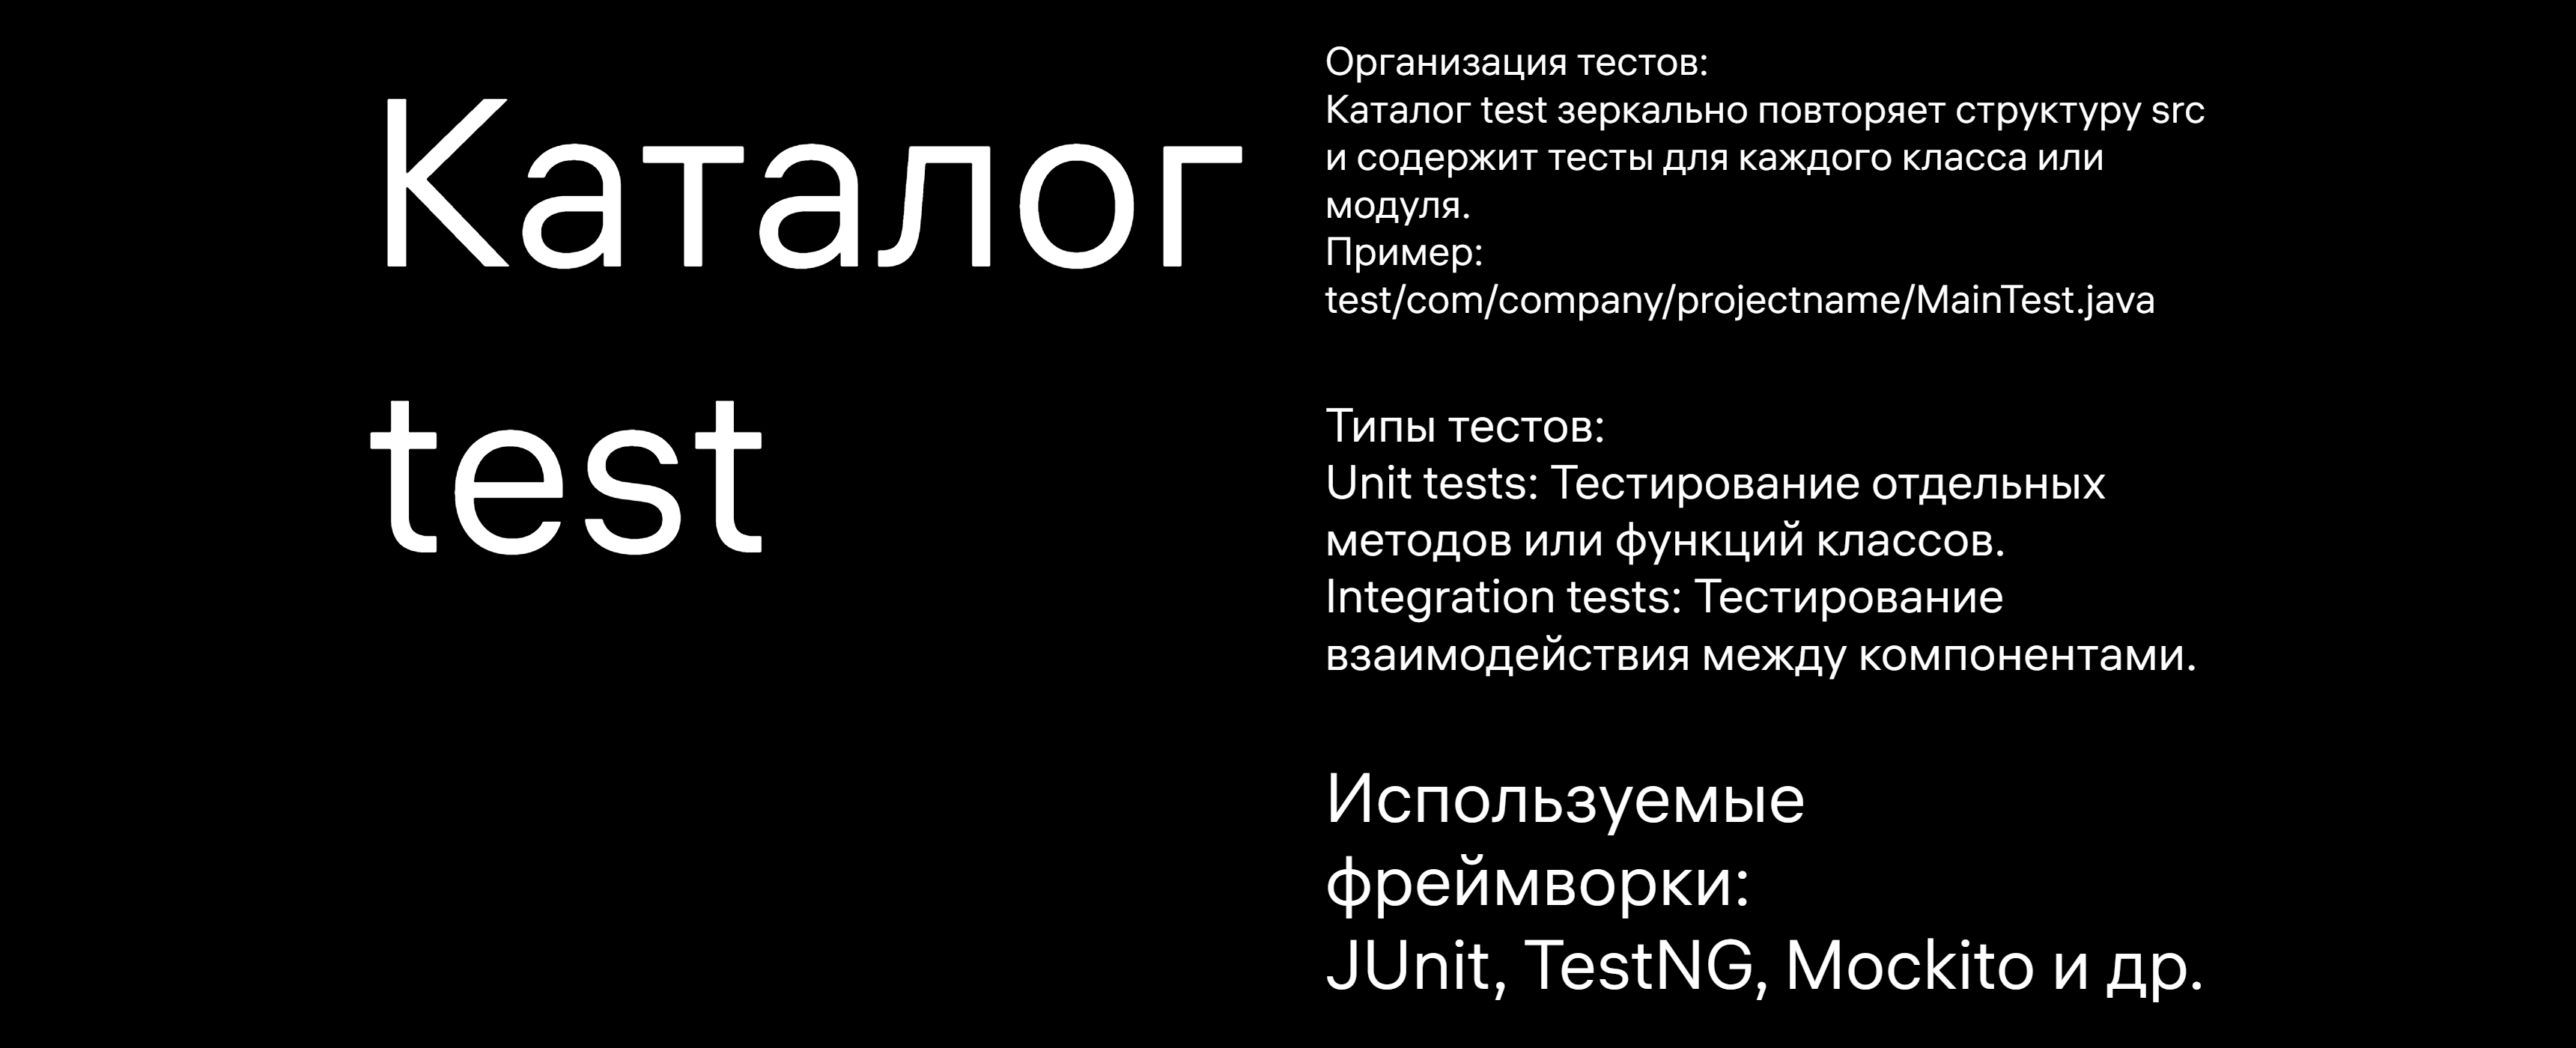 Каталог
test
Организация тестов:
Каталог test зеркально повторяет структуру src
и содержит тесты для каждого класса или
модуля.
Пример:
test/com/company/projectname/MainTest.java
Типы тестов:
Unit tests: Тестирование отдельных
методов или функций классов.
Integration tests: Тестирование
взаимодействия между компонентами.
Используемые
фреймворки:
JUnit, TestNG, Mockito и др.